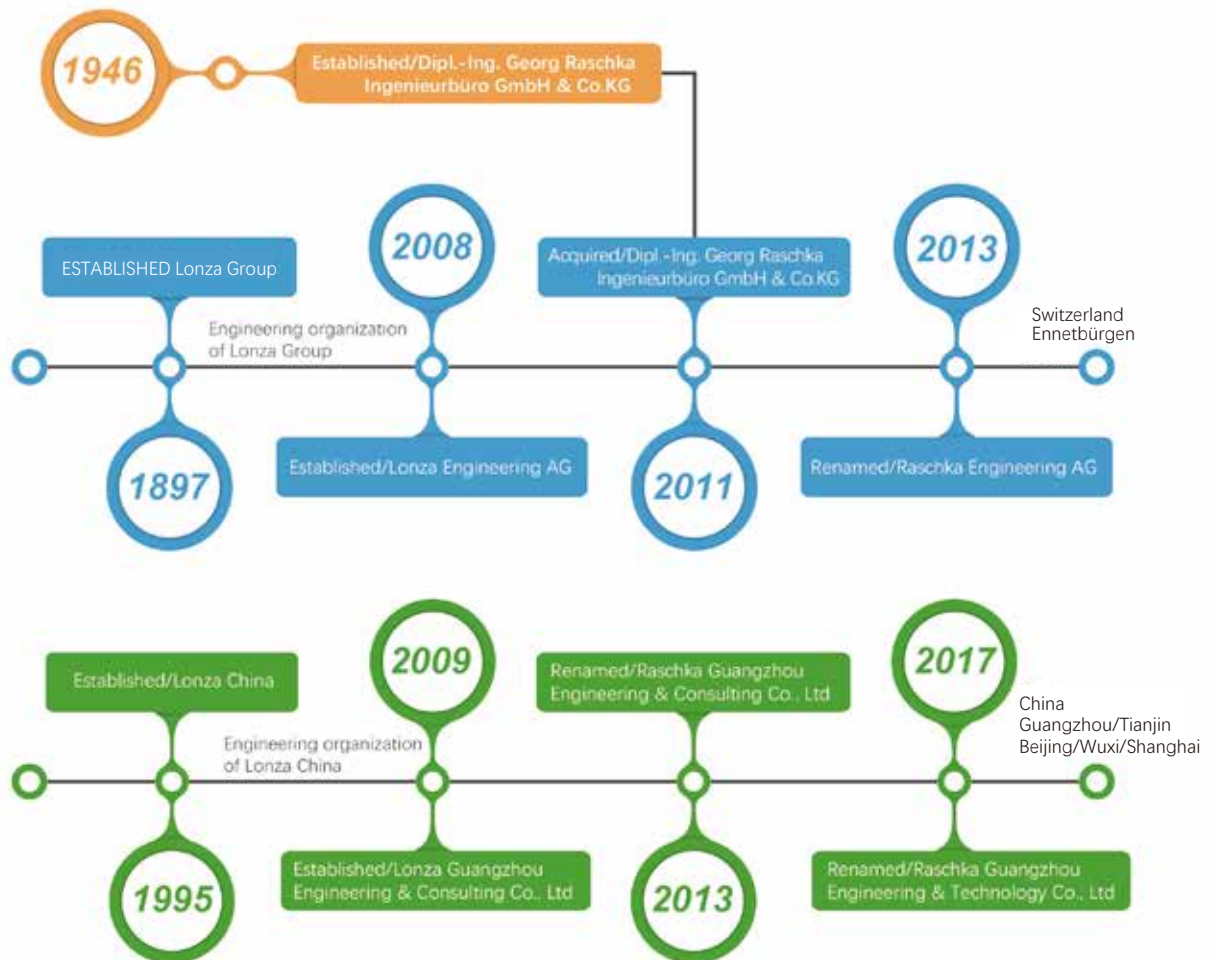 1946
Established/Dipl.-Ing. Georg Raschka
Ingenieurbüro GmbH & Co.KG
ESTABLISHED Lonza Group
2008
Acquired/Dipl.-Ing. Georg Raschka
Ingenieurbüro GmbH & Co.KG
2013
Engineering organization
of Lonza Group
Switzerland
Ennetbürgen
1897
Established/Lonza Engineering AG
2011
Renamed/Raschka Engineering AG
Established/Lonza China
2009
Renamed/Raschka Guangzhou
Engineering & Consulting Co., Ltd
2017
Engineering organization
of Lonza China
China
Guangzhou/Tianjin
Beijing/Wuxi/Shanghai
1995
Established/Lonza Guangzhou
Engineering & Consulting Co., Ltd
2013
Renamed/Raschka Guangzhou
Engineering & Technology Co., Ltd